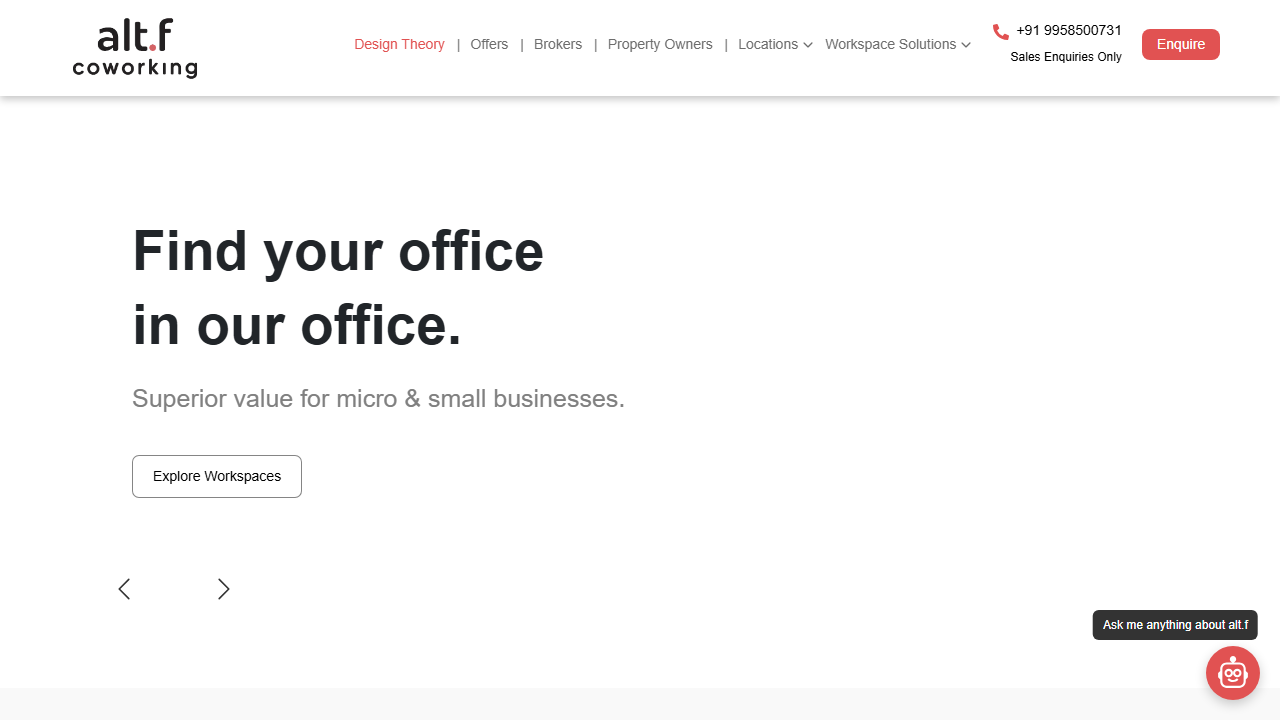 alt.f
coworking
Design Theory | Offers | Brokers | Property Owners | Locations Workspace Solutions
+91 9958500731
Sales Enquiries Only
Enquire
Find your office
in our office.
Superior value for micro & small businesses.
Explore Workspaces
Ask me anything about alt.f